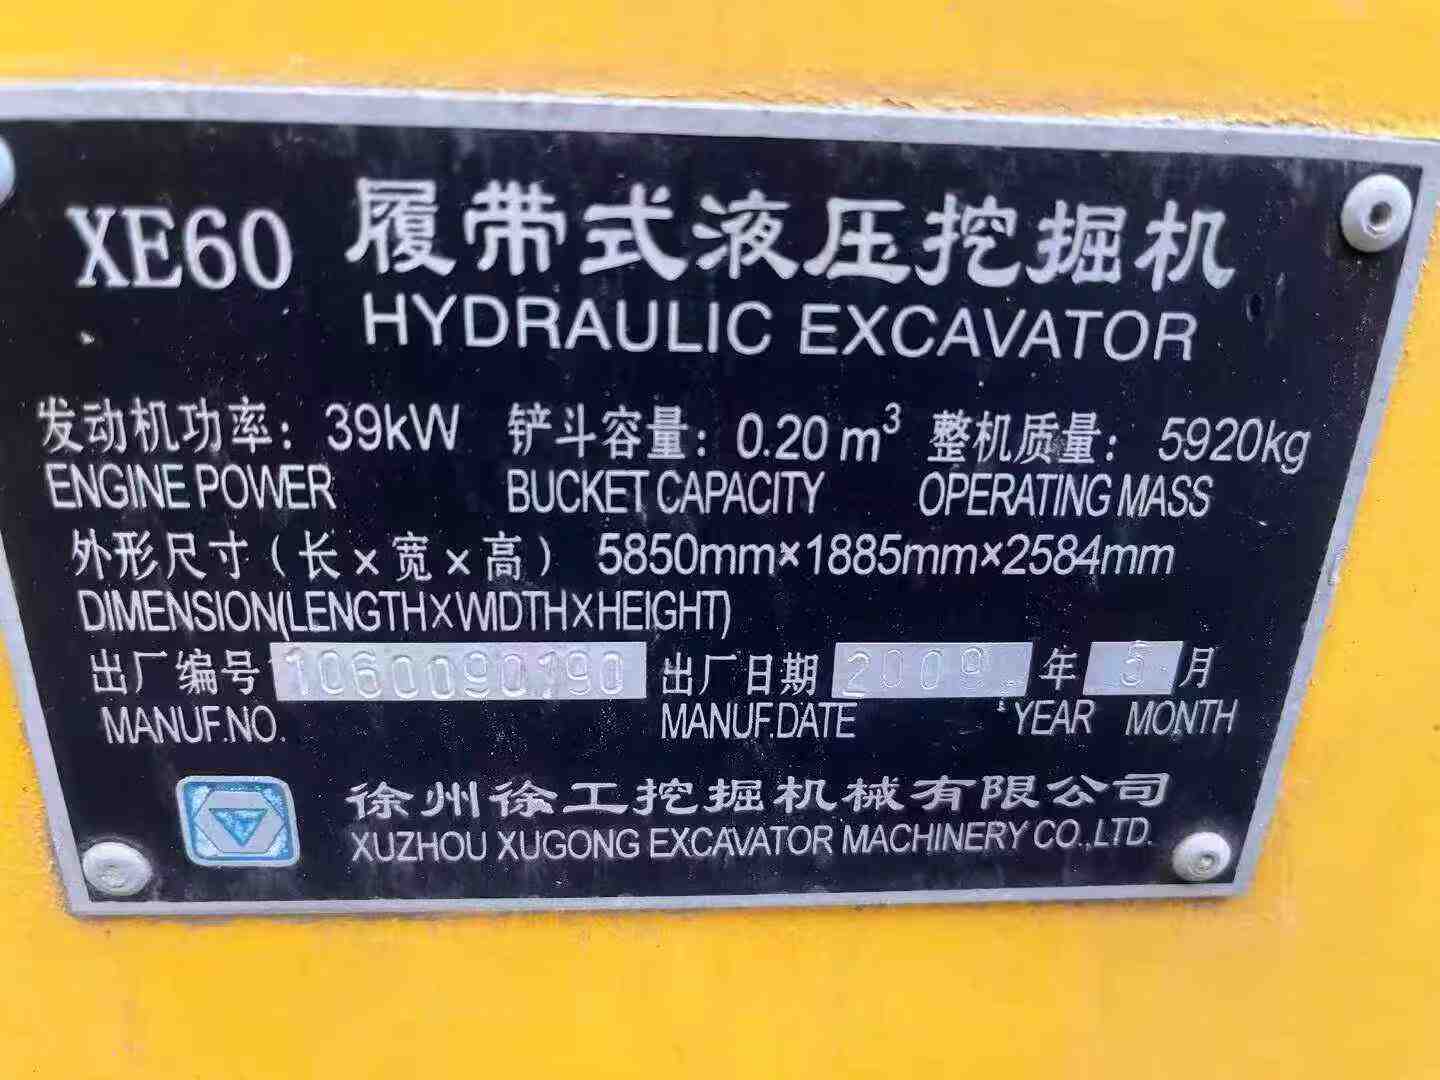 XE60 履带式液压挖掘机
HYDRAULIC EXCAVATOR
发动机功率: 39kW 铲斗容量: 0.20 m³ 整机质量: 5920kg
ENGINE POWER BUCKET CAPACITY OPERATING MASS
外形尺寸(长×宽×高) 5850mm×1885mm×2584mm
DIMENSION(LENGTH×WIDTH×HEIGHT)
出厂编号 1060090190 出厂日期 2009 年 5 月
MANUF.NO. MANUF.DATE YEAR MONTH
徐州徐工挖掘机械有限公司
XUZHOU XUGONG EXCAVATOR MACHINERY CO.,LTD.